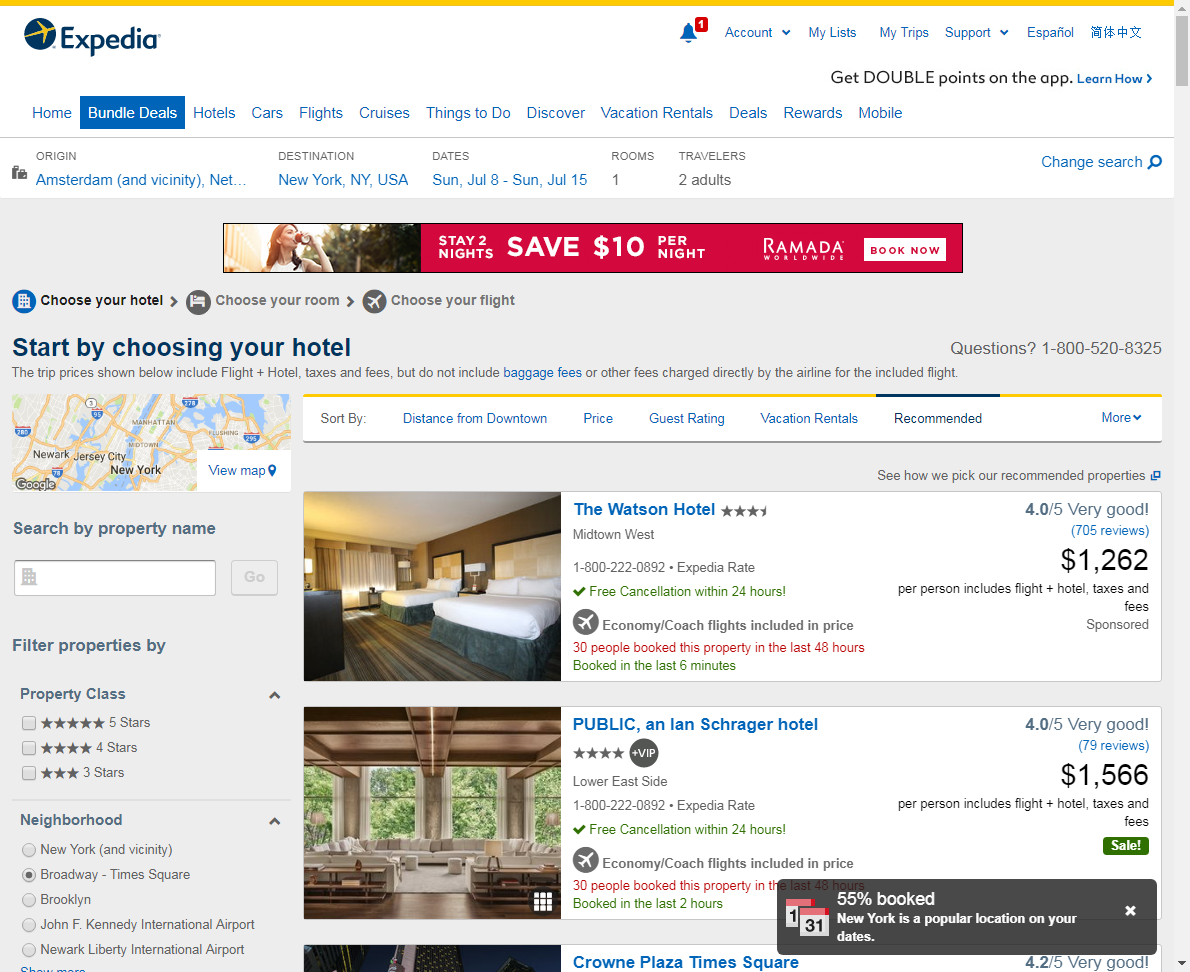 Expedia
1
Account
My Lists
My Trips
Support
Español
简体中文
Get DOUBLE points on the app. Learn How
Home
Bundle Deals
Hotels
Cars
Flights
Cruises
Things to Do
Discover
Vacation Rentals
Deals
Rewards
Mobile
ORIGIN
Amsterdam (and vicinity), Net...
DESTINATION
New York, NY, USA
DATES
Sun, Jul 8 - Sun, Jul 15
ROOMS
1
TRAVELERS
2 adults
Change search
STAY 2 NIGHTS SAVE $10 PER NIGHT
RAMADA WORLDWIDE
BOOK NOW
Choose your hotel
Choose your room
Choose your flight
Start by choosing your hotel
Questions? 1-800-520-8325
The trip prices shown below include Flight + Hotel, taxes and fees, but do not include baggage fees or other fees charged directly by the airline for the included flight.
3
95
278
MANHATTAN
280
FLUSHING
295
MIDTOWN
Newark
Jersey City
New York
78
Google
View map
Sort By:
Distance from Downtown
Price
Guest Rating
Vacation Rentals
Recommended
More
See how we pick our recommended properties
Search by property name
Go
Filter properties by
Property Class
5 Stars
4 Stars
3 Stars
Neighborhood
New York (and vicinity)
Broadway - Times Square
Brooklyn
John F. Kennedy International Airport
Newark Liberty International Airport
Show more
The Watson Hotel
Midtown West
1-800-222-0892 • Expedia Rate
Free Cancellation within 24 hours!
Economy/Coach flights included in price
30 people booked this property in the last 48 hours
Booked in the last 6 minutes
4.0/5 Very good!
(705 reviews)
$1,262
per person includes flight + hotel, taxes and
fees
Sponsored
PUBLIC, an Ian Schrager hotel
+VIP
Lower East Side
1-800-222-0892 • Expedia Rate
Free Cancellation within 24 hours!
Economy/Coach flights included in price
30 people booked this property in the last 48 hours
Booked in the last 2 hours
4.0/5 Very good!
(79 reviews)
$1,566
per person includes flight + hotel, taxes and
fees
Sale!
1
31
55% booked
New York is a popular location on your
dates.
Crowne Plaza Times Square
4.2/5 Very good!